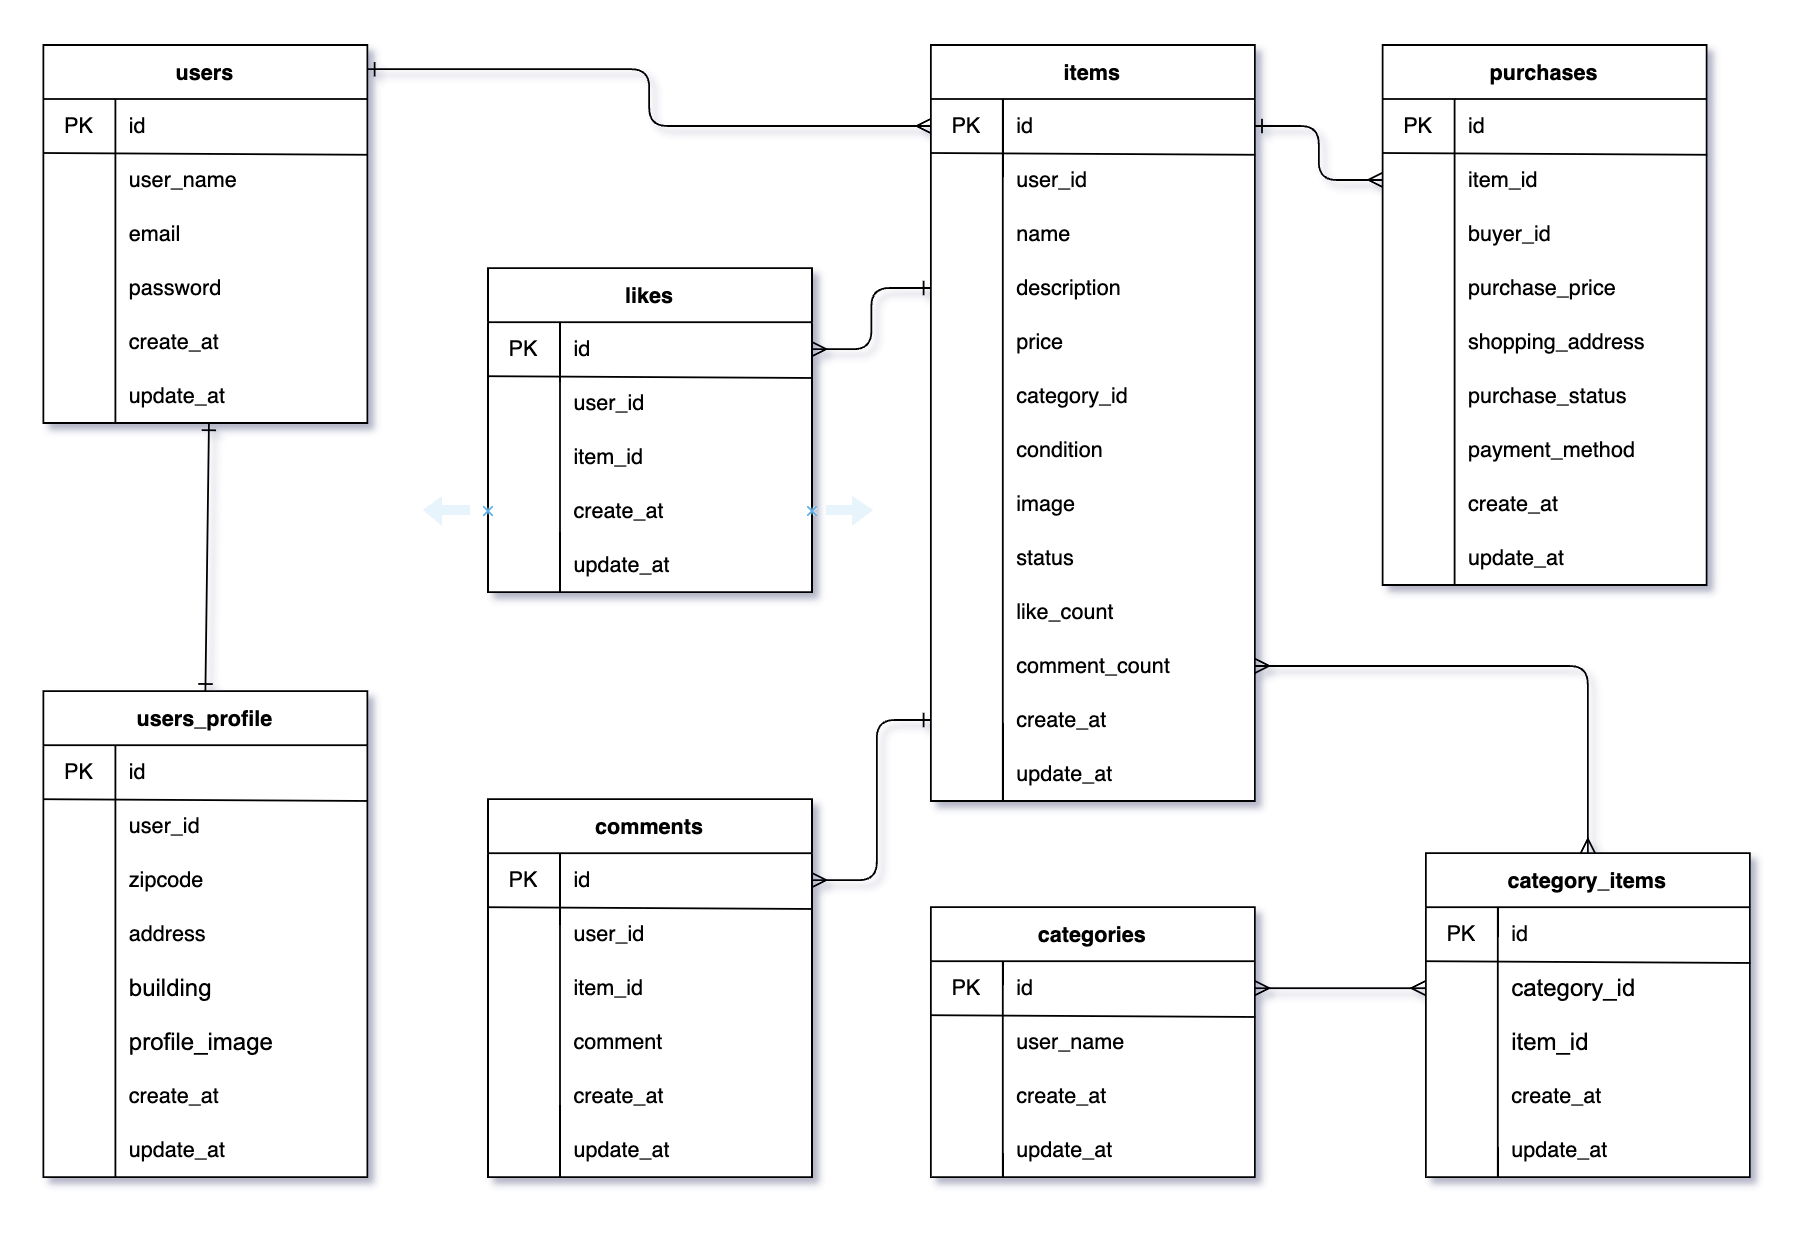 users
PK id
user_name
email
password
create_at
update_at
items
PK id
user_id
name
description
price
category_id
condition
image
status
like_count
comment_count
create_at
update_at
purchases
PK id
item_id
buyer_id
purchase_price
shopping_address
purchase_status
payment_method
create_at
update_at
likes
PK id
user_id
item_id
create_at
update_at
users_profile
PK id
user_id
zipcode
address
building
profile_image
create_at
update_at
comments
PK id
user_id
item_id
comment
create_at
update_at
categories
PK id
user_name
create_at
update_at
category_items
PK id
category_id
item_id
create_at
update_at